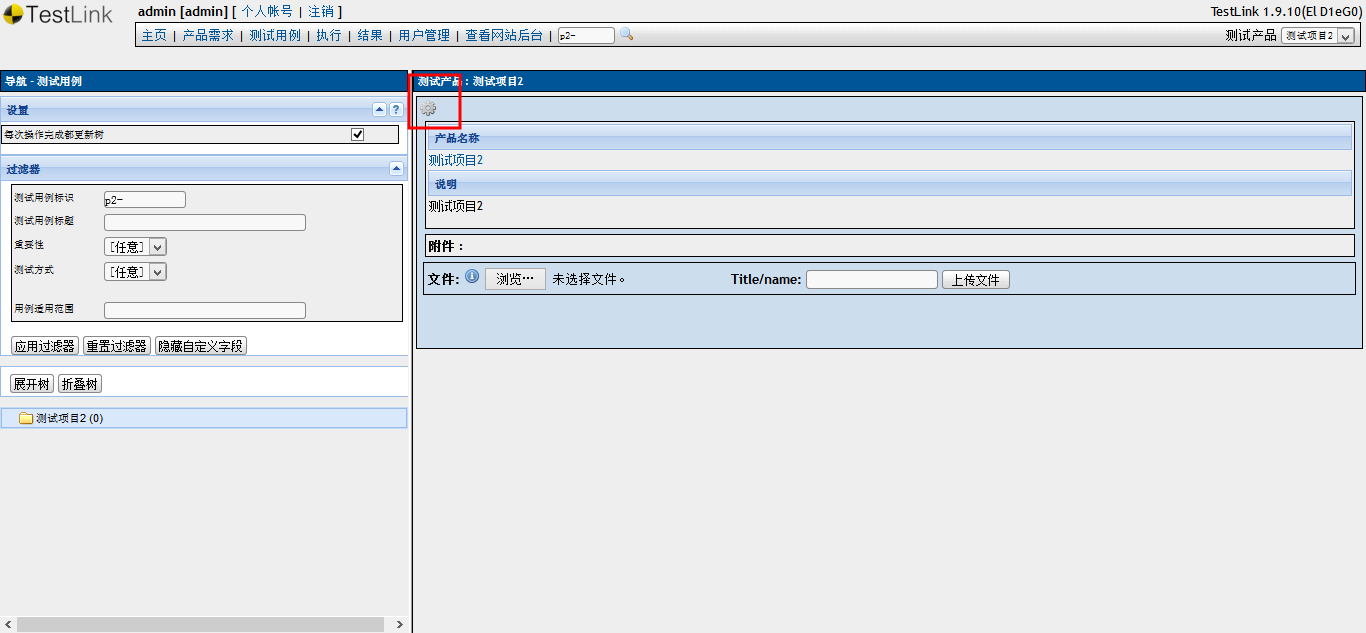 TestLink
admin [admin] [ 个人帐号 | 注销 ]
TestLink 1.9.10(El D1eG0)
主页 | 产品需求 | 测试用例 | 执行 | 结果 | 用户管理 | 查看网站后台 | p2-
测试产品 测试项目2
导航 - 测试用例
设置
?
每次操作完成都更新树
过滤器
测试用例标识 p2-
测试用例标题
重要性 [任意]
测试方式 [任意]
用例适用范围
应用过滤器 重置过滤器 隐藏自定义字段
展开树 折叠树
测试项目2 (0)
测试产品 : 测试项目2
产品名称
测试项目2
说明
测试项目2
附件 :
文件: 浏览… 未选择文件。 Title/name: 上传文件